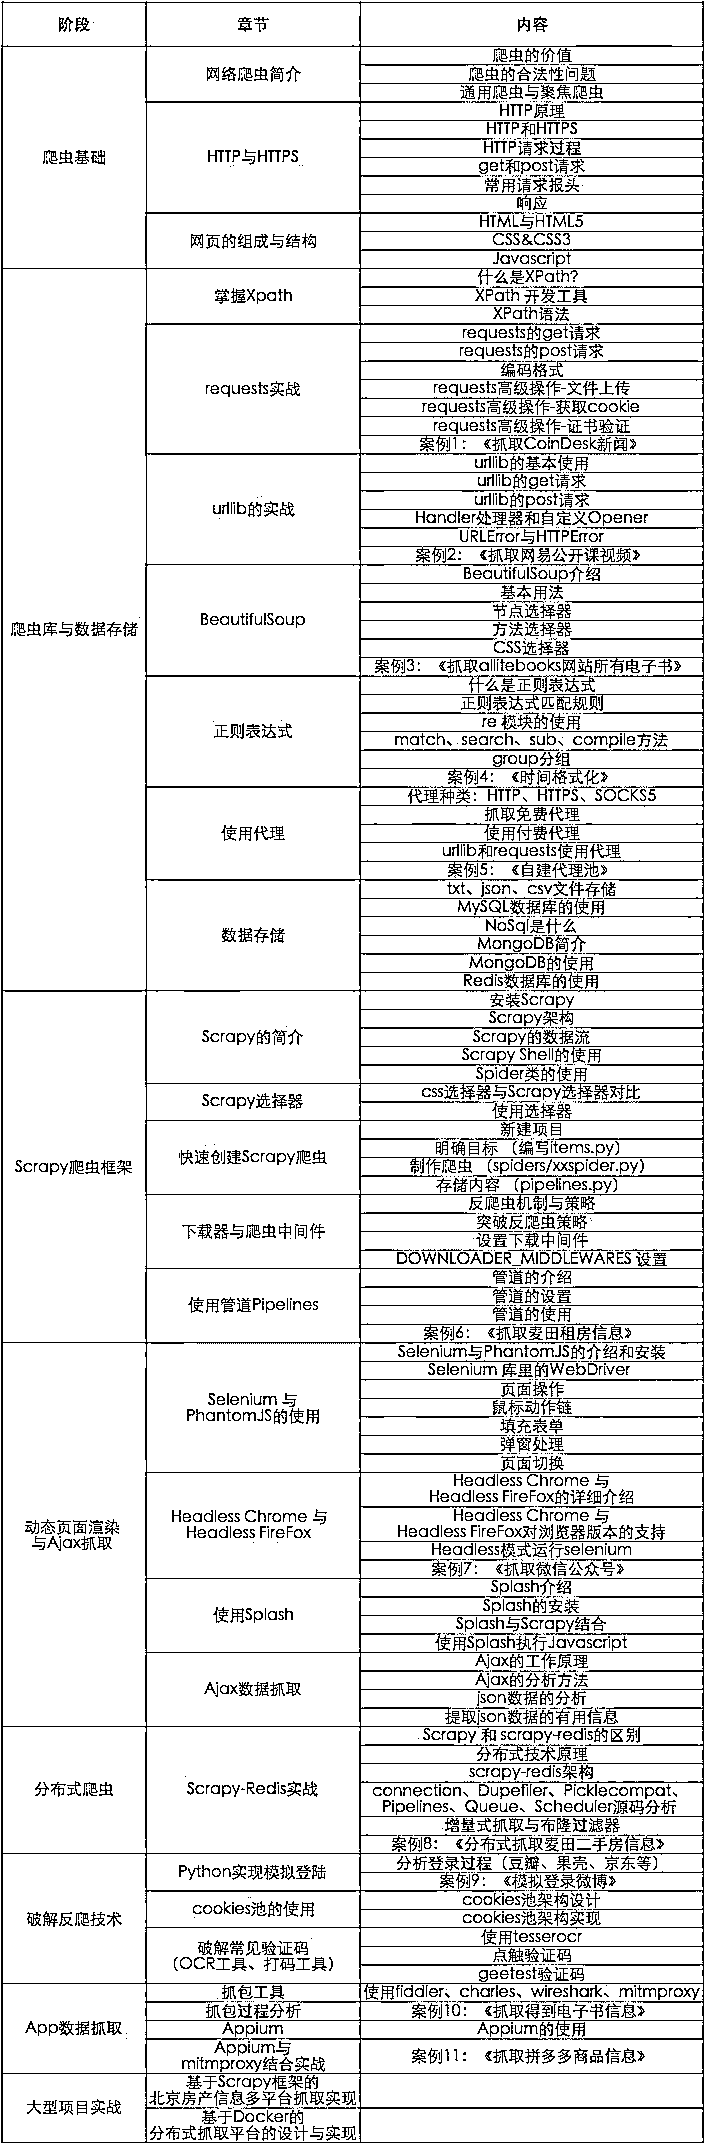 阶段 章节 内容
爬虫基础
网络爬虫简介
爬虫的价值
爬虫的合法性问题
通用爬虫与聚焦爬虫
HTTP与HTTPS
HTTP原理
HTTP和HTTPS
HTTP请求过程
get和post请求
常用请求报头
响应
网页的组成与结构
HTML与HTML5
CSS&CSS3
Javascript
爬虫库与数据存储
掌握Xpath
什么是XPath?
XPath 开发工具
XPath语法
requests实战
requests的get请求
requests的post请求
编码格式
requests高级操作-文件上传
requests高级操作-获取cookie
requests高级操作-证书验证
案例1：《抓取CoinDesk新闻》
urllib的实战
urllib的基本使用
urllib的get请求
urllib的post请求
Handler处理器和自定义Opener
URLError与HTTPError
案例2：《抓取网易公开课视频》
BeautifulSoup
BeautifulSoup介绍
基本用法
节点选择器
方法选择器
CSS选择器
案例3：《抓取allitebooks网站所有电子书》
正则表达式
什么是正则表达式
正则表达式匹配规则
re 模块的使用
match、search、sub、compile方法
group分组
案例4：《时间格式化》
使用代理
代理种类：HTTP、HTTPS、SOCKS5
抓取免费代理
使用付费代理
urllib和requests使用代理
案例5：《自建代理池》
数据存储
txt、json、csv文件存储
MySQL数据库的使用
NoSql是什么
MongoDB简介
MongoDB的使用
Redis数据库的使用
Scrapy爬虫框架
Scrapy的简介
安装Scrapy
Scrapy架构
Scrapy的数据流
Scrapy Shell的使用
Spider类的使用
Scrapy选择器
css选择器与Scrapy选择器对比
使用选择器
快速创建Scrapy爬虫
新建项目
明确目标 （编写items.py）
制作爬虫 （spiders/xxspider.py）
存储内容 （pipelines.py）
下载器与爬虫中间件
反爬虫机制与策略
突破反爬虫策略
设置下载中间件
DOWNLOADER_MIDDLEWARES 设置
使用管道Pipelines
管道的介绍
管道的设置
管道的使用
案例6：《抓取麦田租房信息》
动态页面渲染
与Ajax抓取
Selenium 与
PhantomJS的使用
Selenium与PhantomJS的介绍和安装
Selenium 库里的WebDriver
页面操作
鼠标动作链
填充表单
弹窗处理
页面切换
Headless Chrome 与
Headless FireFox
Headless Chrome 与
Headless FireFox的详细介绍
Headless Chrome 与
Headless FireFox对浏览器版本的支持
Headless模式运行selenium
案例7：《抓取微信公众号》
使用Splash
Splash介绍
Splash的安装
Splash与Scrapy结合
使用Splash执行Javascript
Ajax数据抓取
Ajax的工作原理
Ajax的分析方法
json数据的分析
提取json数据的有用信息
分布式爬虫
Scrapy-Redis实战
Scrapy 和 scrapy-redis的区别
分布式技术原理
scrapy-redis架构
connection、Dupefiler、Picklecompat、
Pipelines、Queue、Scheduler源码分析
增量式抓取与布隆过滤器
案例8：《分布式抓取麦田二手房信息》
破解反爬技术
Python实现模拟登陆
分析登录过程（豆瓣、果壳、京东等）
案例9：《模拟登录微博》
cookies池的使用
cookies池架构设计
cookies池架构实现
破解常见验证码
（OCR工具、打码工具）
使用tesserocr
点触验证码
geetest验证码
App数据抓取
抓包工具
使用fiddler、charles、wireshark、mitmproxy
抓包过程分析
案例10：《抓取得到电子书信息》
Appium
Appium的使用
Appium与
mitmproxy结合实战
案例11：《抓取拼多多商品信息》
大型项目实战
基于Scrapy框架的
北京房产信息多平台抓取实现
基于Docker的
分布式抓取平台的设计与实现